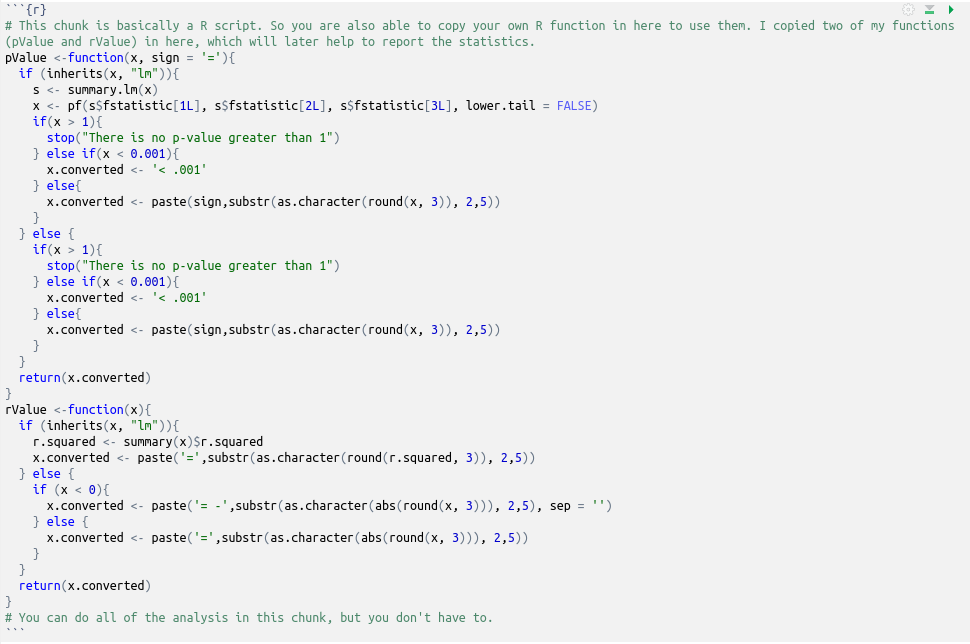 ```{r}
# This chunk is basically a R script. So you are also able to copy your own R function in here to use them. I copied two of my functions
(pValue and rValue) in here, which will later help to report the statistics.
pValue <-function(x, sign = '='){
  if (inherits(x, "lm")){
    s <- summary.lm(x)
    x <- pf(s$fstatistic[1L], s$fstatistic[2L], s$fstatistic[3L], lower.tail = FALSE)
    if(x > 1){
      stop("There is no p-value greater than 1")
    } else if(x < 0.001){
      x.converted <- '< .001'
    } else{
      x.converted <- paste(sign,substr(as.character(round(x, 3)), 2,5))
    }
  } else {
    if(x > 1){
      stop("There is no p-value greater than 1")
    } else if(x < 0.001){
      x.converted <- '< .001'
    } else{
      x.converted <- paste(sign,substr(as.character(round(x, 3)), 2,5))
    }
  }
  return(x.converted)
}
rValue <-function(x){
  if (inherits(x, "lm")){
    r.squared <- summary(x)$r.squared
    x.converted <- paste('=',substr(as.character(round(r.squared, 3)), 2,5))
  } else {
    if (x < 0){
      x.converted <- paste('= -',substr(as.character(abs(round(x, 3))), 2,5), sep = '')
    } else {
      x.converted <- paste('=',substr(as.character(abs(round(x, 3))), 2,5))
    }
  }
  return(x.converted)
}
# You can do all of the analysis in this chunk, but you don't have to.
```